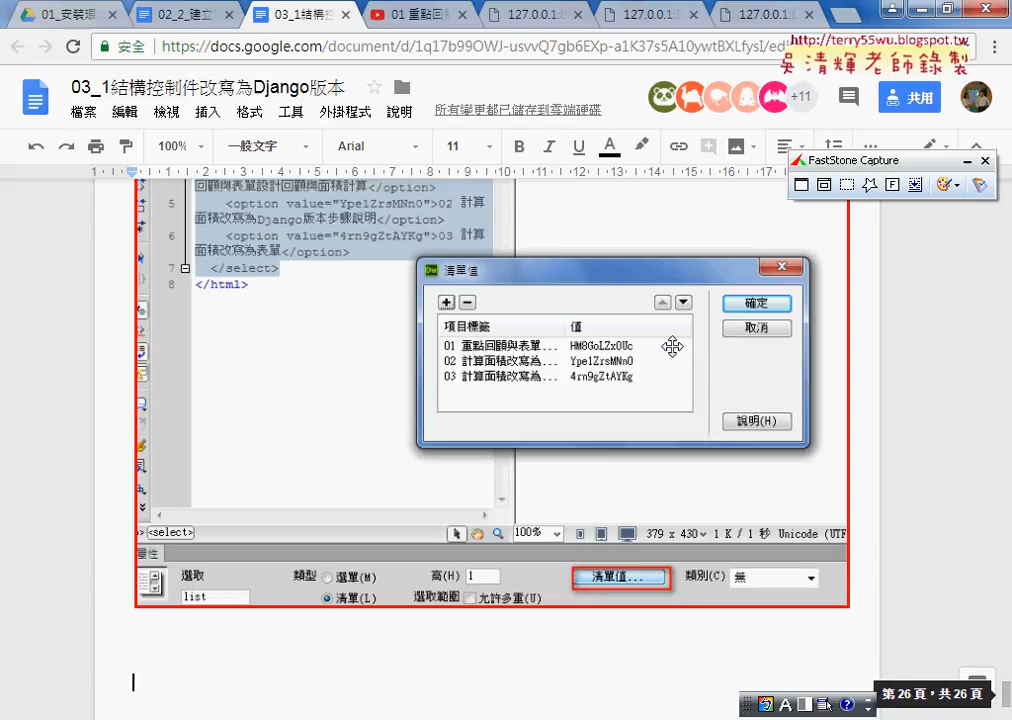 01_安裝環
02_2_建立
03_1結構控
01 重點回
127.0.0.1:8
127.0.0.1:8
127.0.0.1:8
安全
https://docs.google.com/document/d/1q17b99OWJ-usvvQ7gb6EXp-a1K37s5A10ywtBXLfysI/ed
http://terry55wu.blogspot.tw
吳清輝老師錄製
03_1結構控制件改寫為Django版本
檔案 編輯 檢視 插入 格式 工具 外掛程式 說明 所有變更都已儲存到雲端硬碟
+11
共用
100% 一般文字 Arial 11
FastStone Capture
回顧與表單設計回顧與面積計算</option>
5 <option value="YpelZrsMNn0">02 計算
面積改寫為Django版本步驟說明</option>
6 <option value="4rn9gZtAYKg">03 計算
面積改寫為表單</option>
7 </select>
8 </html>
清單值
項目標籤 值
01 重點回顧與表單... HM8GoLZxOUc
02 計算面積改寫為... YpelZrsMNn0
03 計算面積改寫為... 4rn9gZtAYKg
確定
取消
說明(H)
<select>
100%
379 x 430 1 K / 1 秒 Unicode (UTF
屬性
選取 類型 選單(M) 高(H) 1 清單值... 類別(C) 無
list 清單(L) 選取範圍 允許多重(U)
第 26 頁，共 26 頁